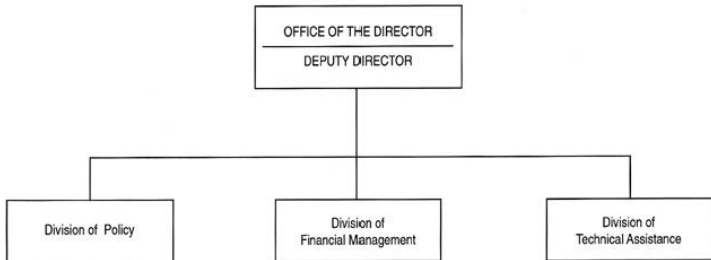 OFFICE OF THE DIRECTOR
DEPUTY DIRECTOR
Division of Policy
Division of
Financial Management
Division of
Technical Assistance